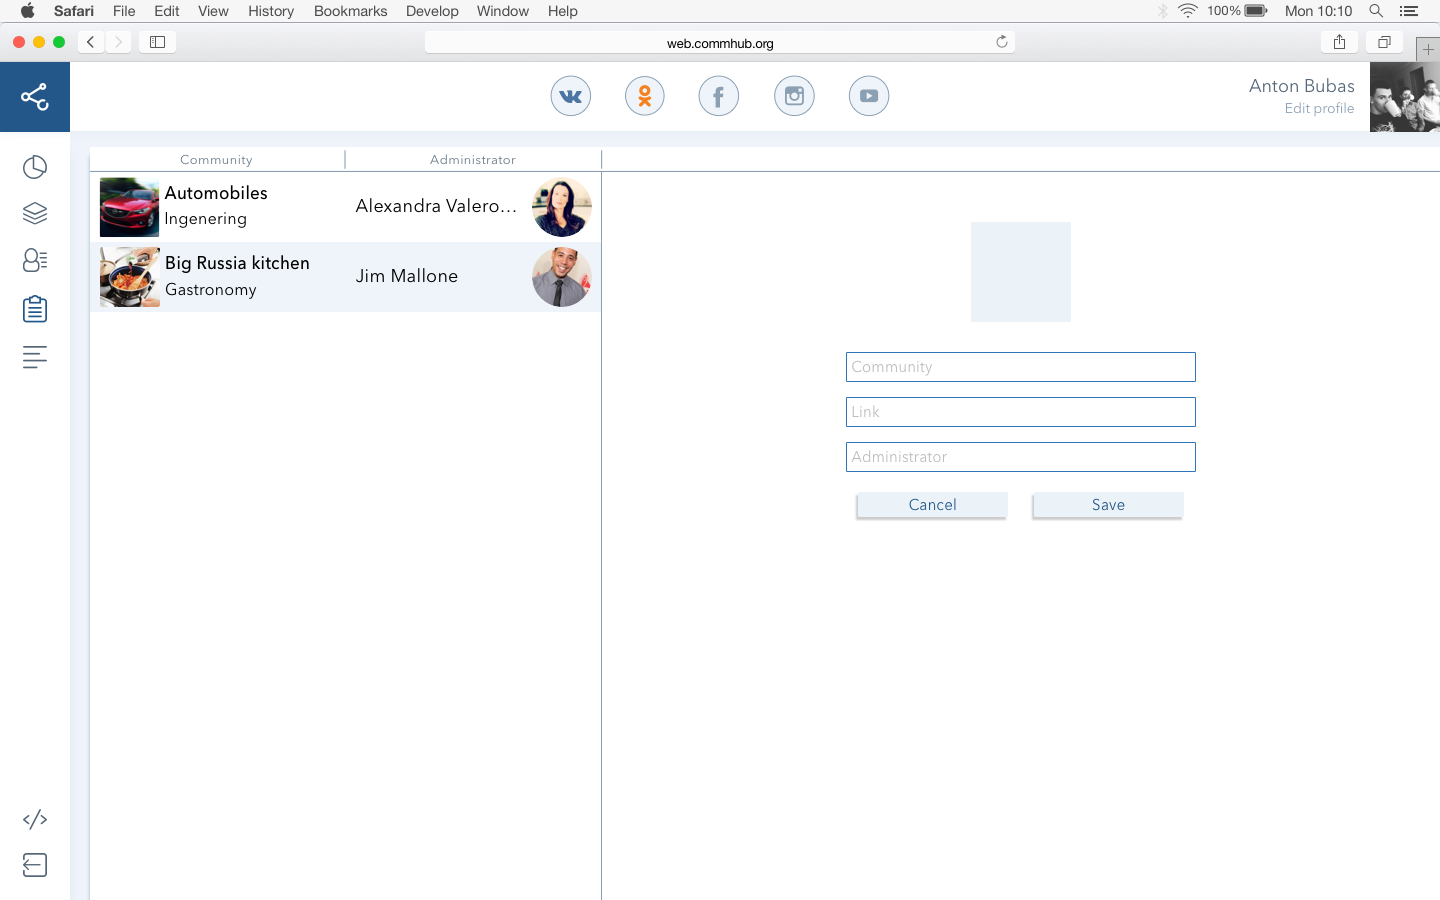 Safari File Edit View History Bookmarks Develop Window Help 100% Mon 10:10
web.commhub.org
Anton Bubas
Edit profile
Community Administrator
Automobiles
Ingenering
Alexandra Valero…
Big Russia kitchen
Gastronomy
Jim Mallone
Community
Link
Administrator
Cancel Save